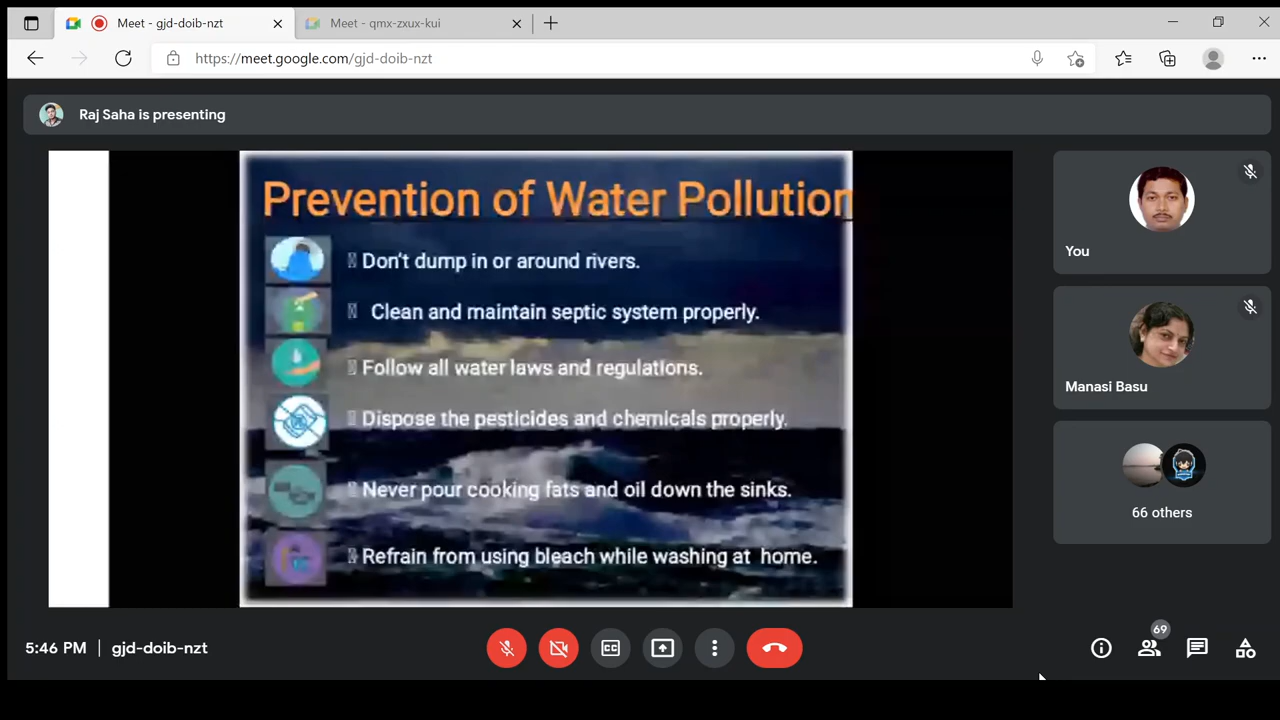 Meet - gjd-doib-nzt
Meet - qmx-zxux-kui
https://meet.google.com/gjd-doib-nzt
Raj Saha is presenting
Prevention of Water Pollution
Don't dump in or around rivers.
Clean and maintain septic system properly.
Follow all water laws and regulations.
Dispose the pesticides and chemicals properly.
Never pour cooking fats and oil down the sinks.
Refrain from using bleach while washing at home.
You
Manasi Basu
66 others
5:46 PM | gjd-doib-nzt
CC
69